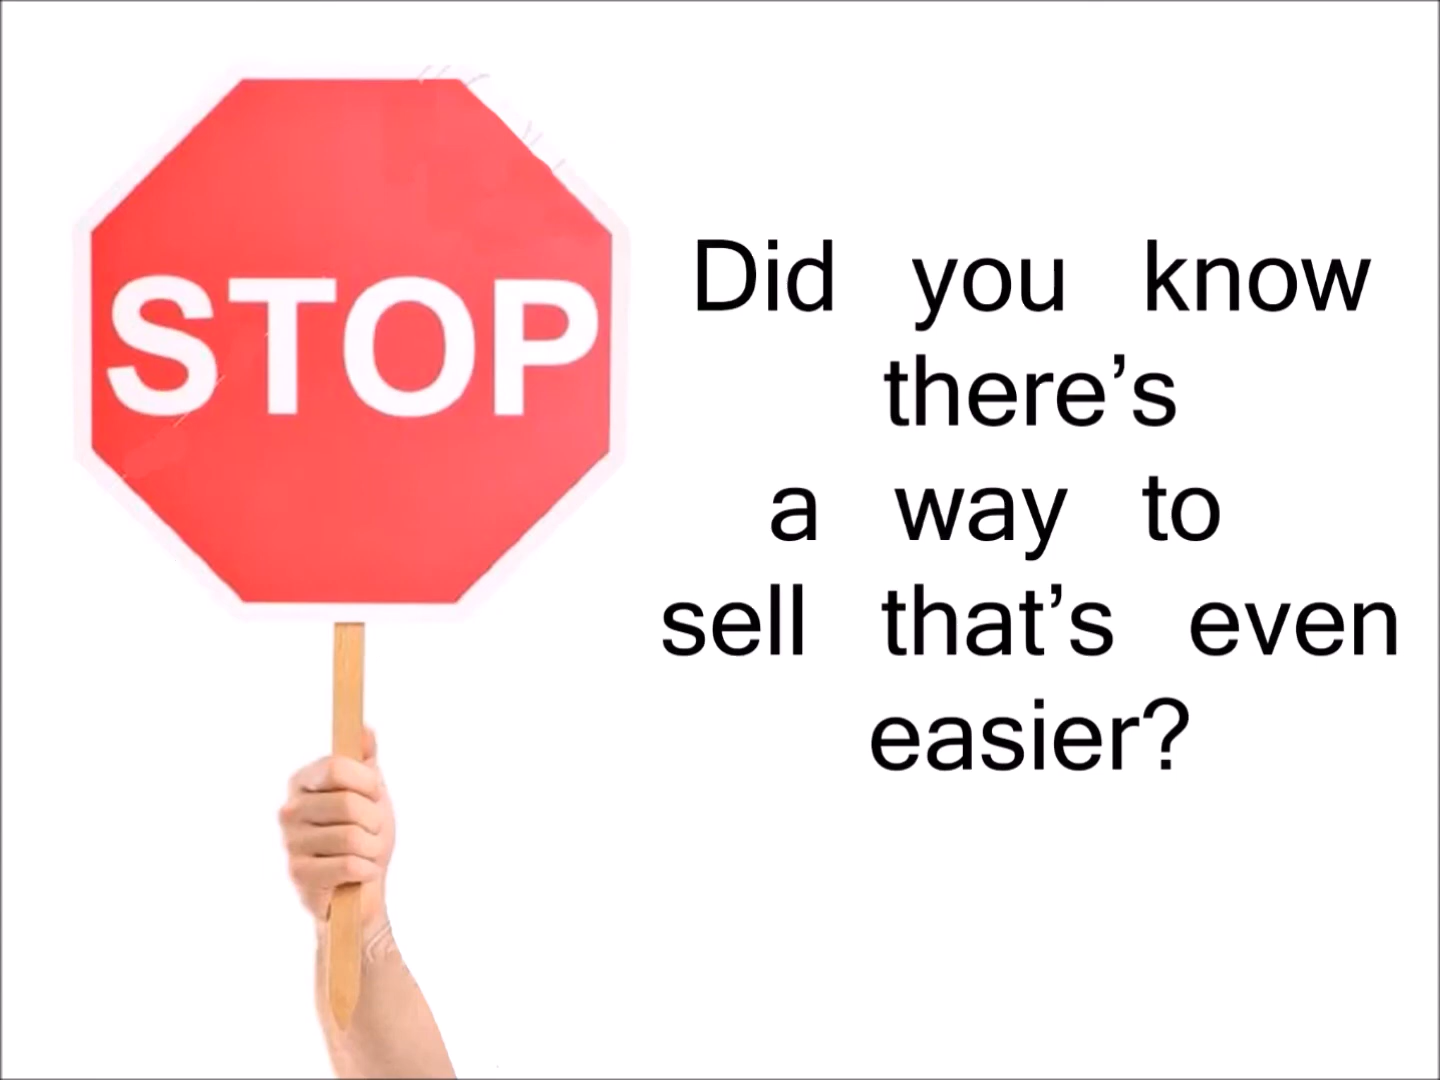 STOP
Did you know
there’s
a way to
sell that’s even
easier?